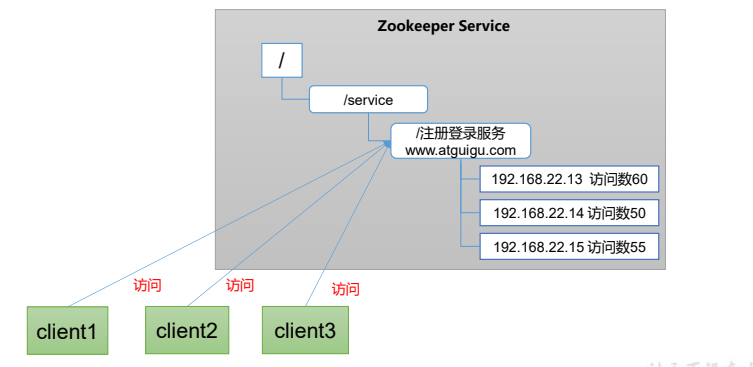 Zookeeper Service
/
/service
/注册登录服务
www.atguigu.com
192.168.22.13 访问数60
192.168.22.14 访问数50
192.168.22.15 访问数55
访问
访问
访问
client1
client2
client3